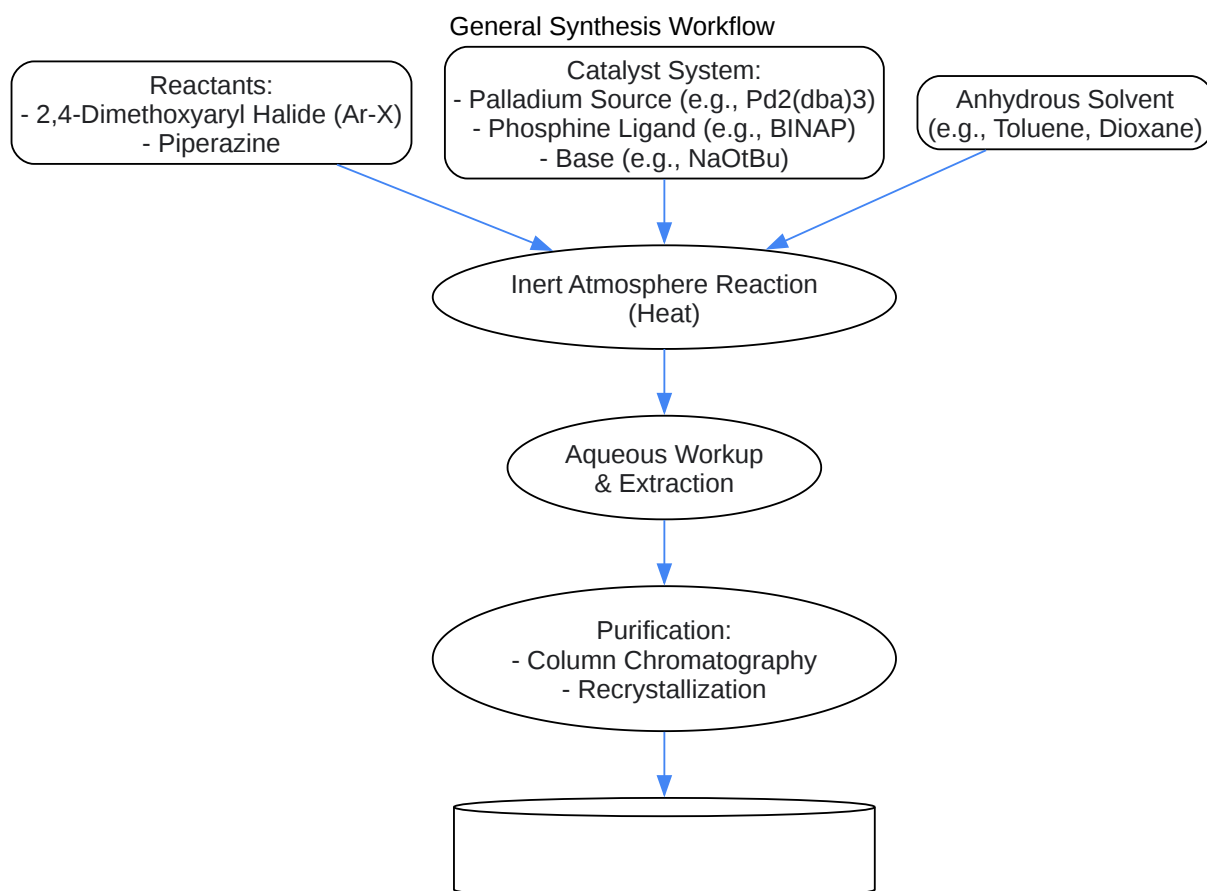 General Synthesis Workflow
Reactants:
- 2,4-Dimethoxyaryl Halide (Ar-X)
- Piperazine
Catalyst System:
- Palladium Source (e.g., Pd2(dba)3)
- Phosphine Ligand (e.g., BINAP)
- Base (e.g., NaOtBu)
Anhydrous Solvent
(e.g., Toluene, Dioxane)
Inert Atmosphere Reaction
(Heat)
Aqueous Workup
& Extraction
Purification:
- Column Chromatography
- Recrystallization